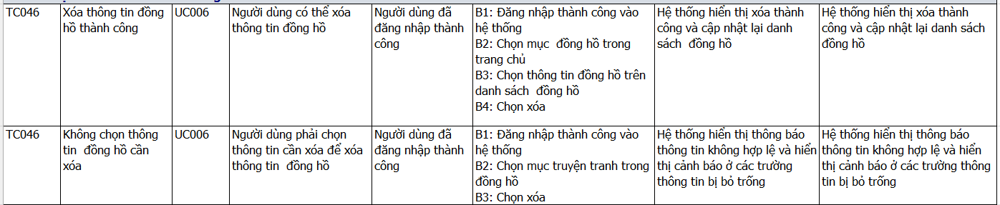 TC046
Xóa thông tin đồng
hồ thành công
UC006
Người dùng có thể xóa
thông tin đồng hồ
Người dùng đã
đăng nhập thành
công
B1: Đăng nhập thành công vào
hệ thống
B2: Chọn mục  đồng hồ trong
trang chủ
B3: Chọn thông tin đồng hồ trên
danh sách  đồng hồ
B4: Chọn xóa
Hệ thống hiển thị xóa thành
công và cập nhật lại danh
sách  đồng hồ
Hệ thống hiển thị xóa thành
công và cập nhật lại danh sách
đồng hồ
TC046
Không chọn thông
tin  đồng hồ cần
xóa
UC006
Người dùng phải chọn
thông tin cần xóa để xóa
thông tin  đồng hồ
Người dùng đã
đăng nhập thành
công
B1: Đăng nhập thành công vào
hệ thống
B2: Chọn mục truyện tranh trong
đồng hồ
B3: Chọn xóa
Hệ thống hiển thị thông báo
thông tin không hợp lệ và hiển
thị cảnh báo ở các trường
thông tin bị bỏ trống
Hệ thống hiển thị thông báo
thông tin không hợp lệ và hiển
thị cảnh báo ở các trường thông
tin bị bỏ trống